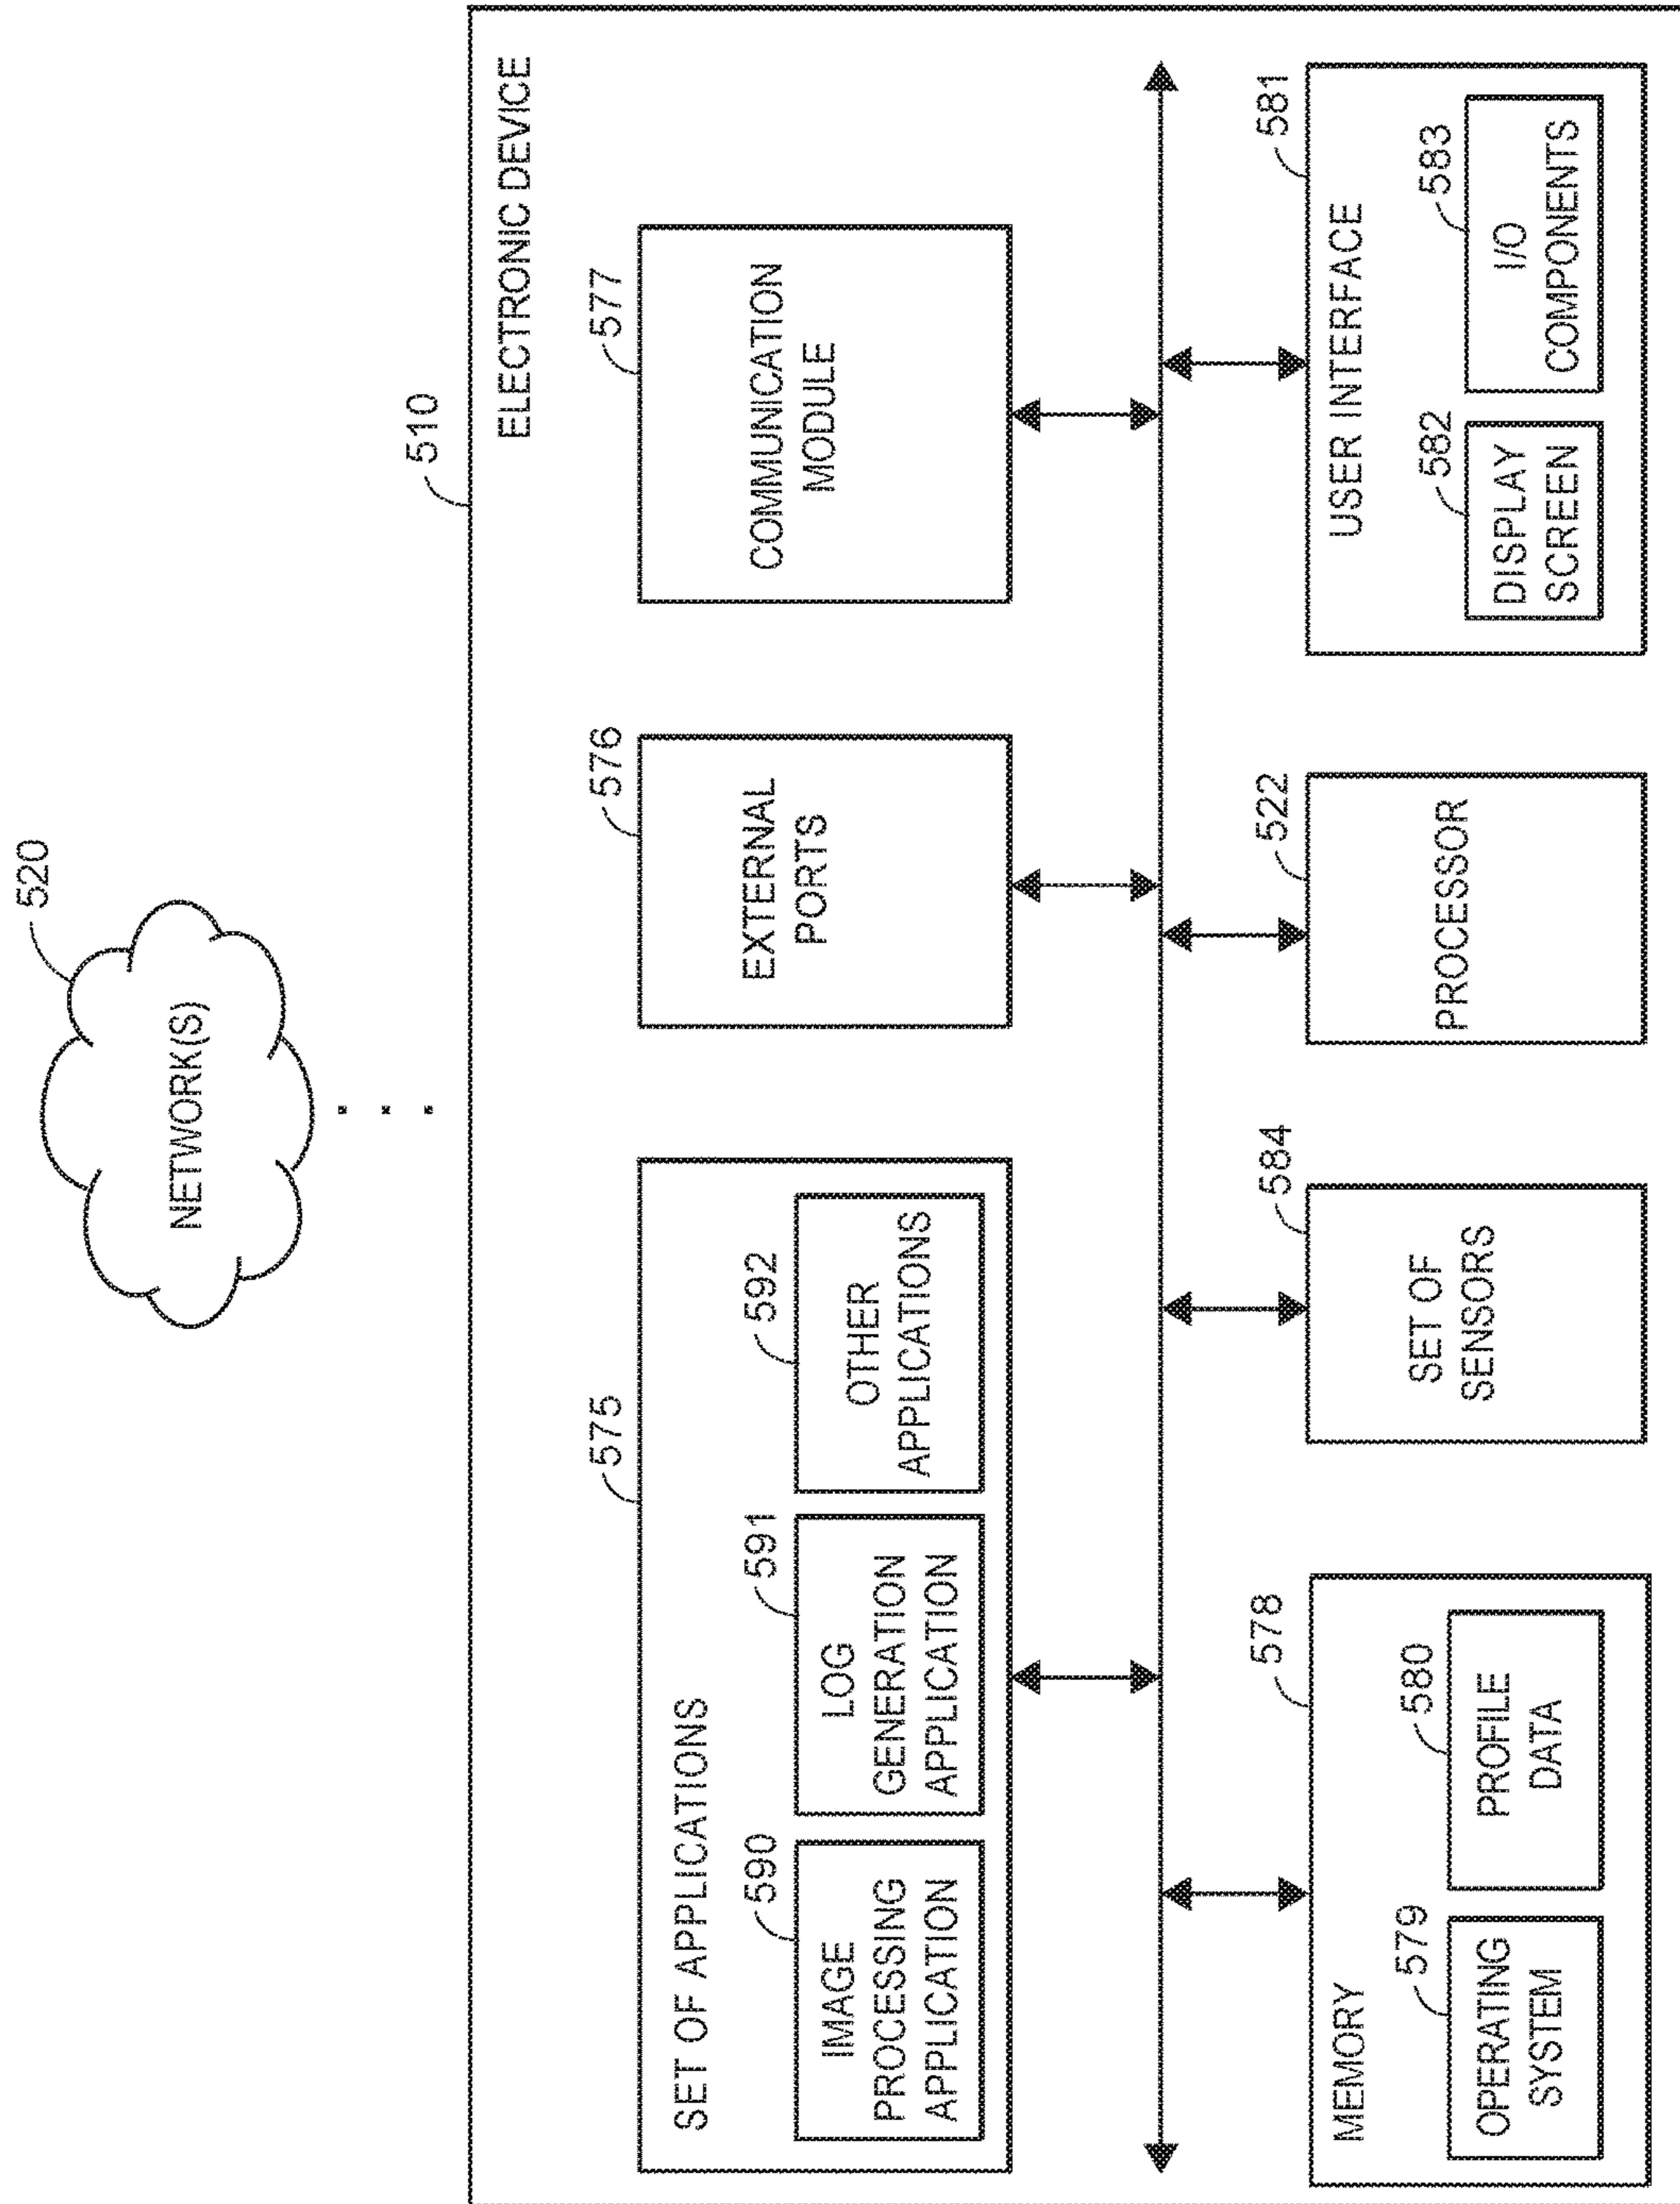 520
NETWORK(S)
510
ELECTRONIC DEVICE
575
SET OF APPLICATIONS
590
IMAGE
PROCESSING
APPLICATION
591
LOG
GENERATION
APPLICATION
592
OTHER
APPLICATIONS
576
EXTERNAL
PORTS
577
COMMUNICATION
MODULE
578
MEMORY
579
OPERATING
SYSTEM
580
PROFILE
DATA
584
SET OF
SENSORS
522
PROCESSOR
581
USER INTERFACE
582
DISPLAY
SCREEN
583
I/O
COMPONENTS